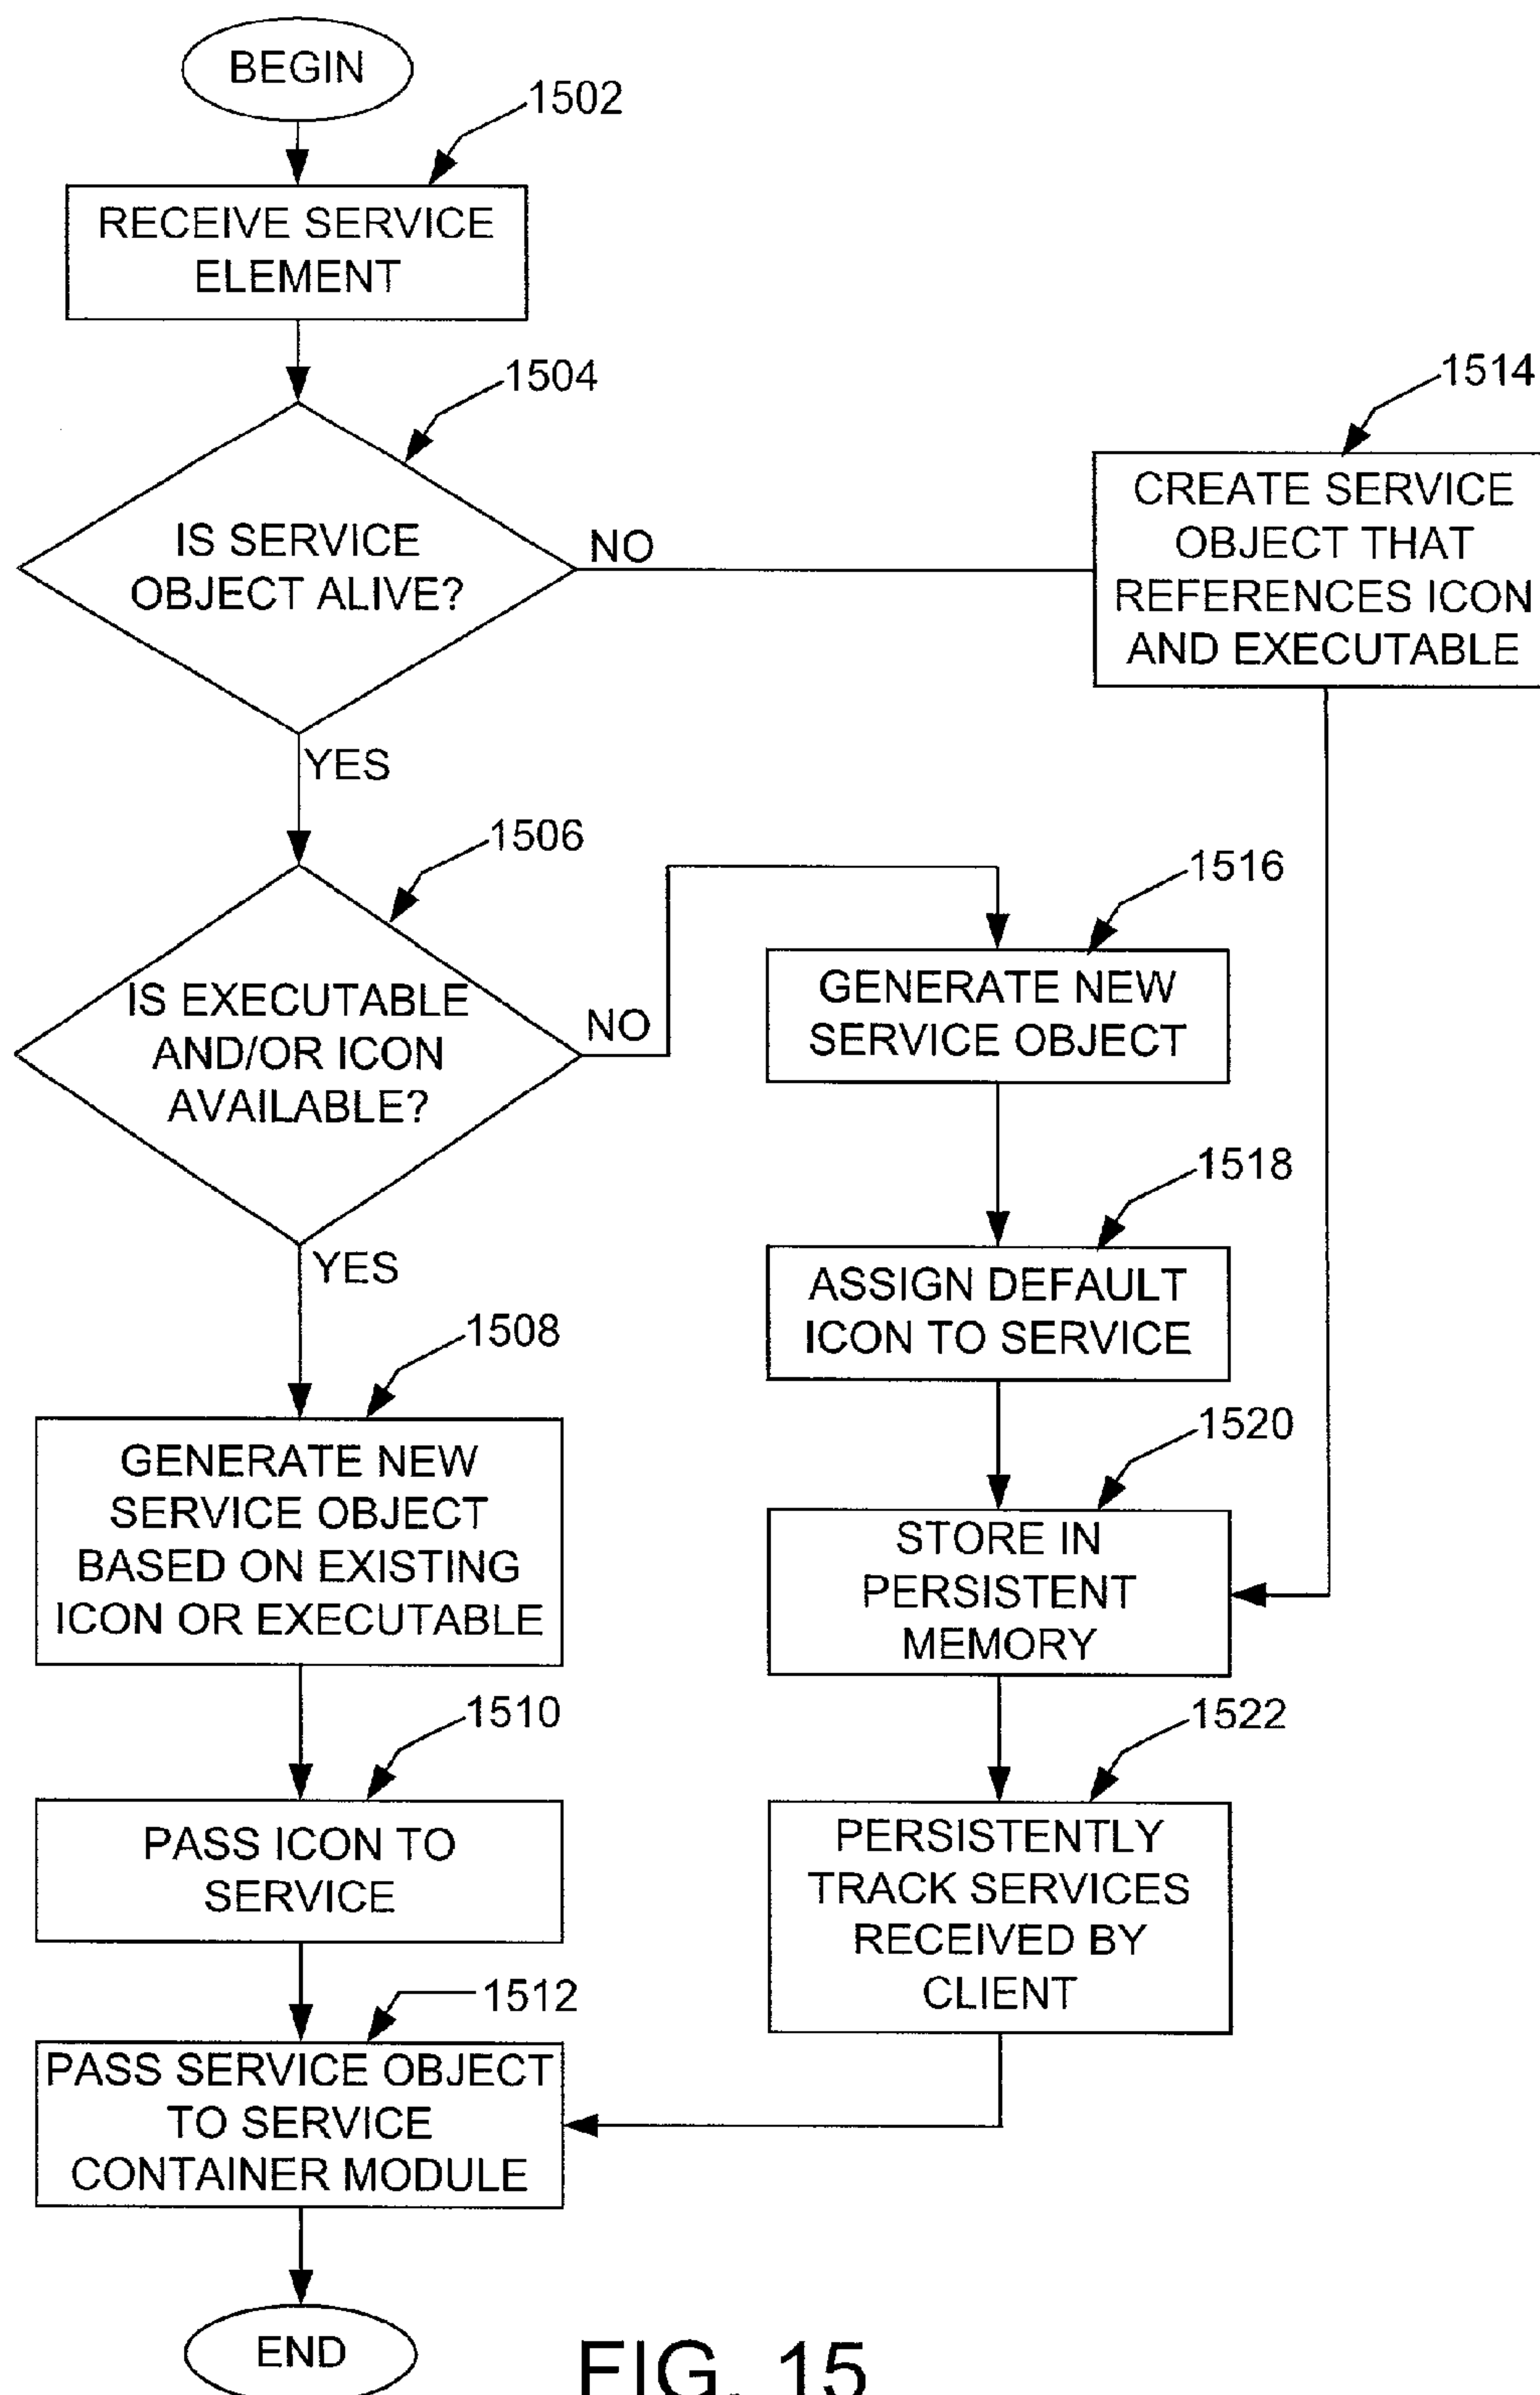 BEGIN
1502
RECEIVE SERVICE
ELEMENT
1504
IS SERVICE
OBJECT ALIVE?
NO
1514
CREATE SERVICE
OBJECT THAT
REFERENCES ICON
AND EXECUTABLE
YES
1506
IS EXECUTABLE
AND/OR ICON
AVAILABLE?
NO
1516
GENERATE NEW
SERVICE OBJECT
1518
ASSIGN DEFAULT
ICON TO SERVICE
YES
1508
GENERATE NEW
SERVICE OBJECT
BASED ON EXISTING
ICON OR EXECUTABLE
1520
STORE IN
PERSISTENT
MEMORY
1510
PASS ICON TO
SERVICE
1522
PERSISTENTLY
TRACK SERVICES
RECEIVED BY
CLIENT
1512
PASS SERVICE OBJECT
TO SERVICE
CONTAINER MODULE
END
FIG. 15